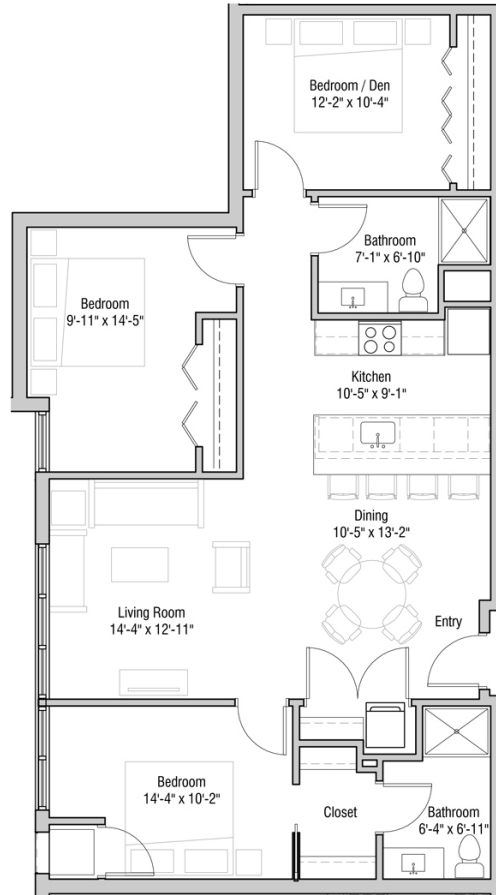 Bedroom / Den
12'-2" x 10'-4"
Bathroom
7'-1" x 6'-10"
Bedroom
9'-11" x 14'-5"
Kitchen
10'-5" x 9'-1"
Dining
10'-5" x 13'-2"
Living Room
14'-4" x 12'-11"
Entry
Bedroom
14'-4" x 10'-2"
Closet
Bathroom
6'-4" x 6'-11"